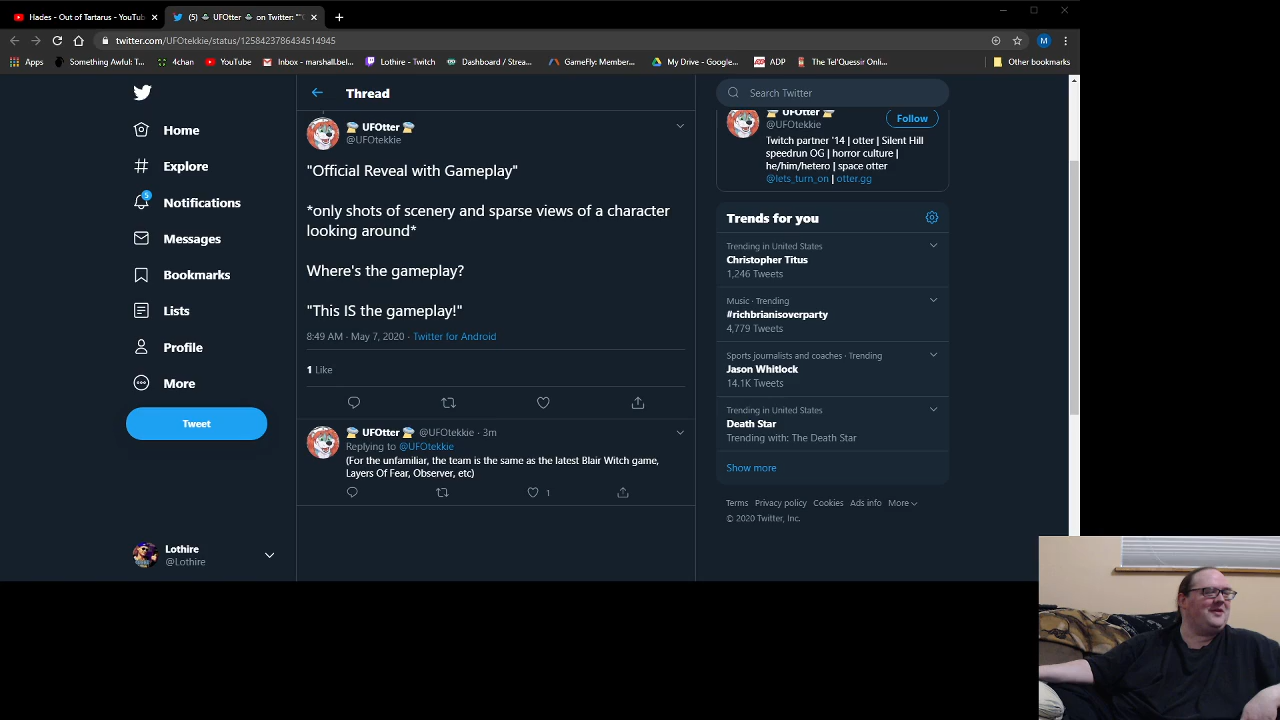 Hades - Out of Tartarus - YouTube
(5) UFOtter on Twitter: "
twitter.com/UFOtekkie/status/1258423786434514945
Apps
Something Awful: T...
4chan
YouTube
Inbox - marshall.bel...
Lothire - Twitch
Dashboard / Strea...
GameFly: Member...
My Drive - Google...
ADP
The Tel'Quessir Onli...
Other bookmarks
M
Home
Explore
5
Notifications
Messages
Bookmarks
Lists
Profile
More
Tweet
Lothire
@Lothire
Thread
UFOtter
@UFOtekkie
"Official Reveal with Gameplay"
*only shots of scenery and sparse views of a character
looking around*
Where's the gameplay?
"This IS the gameplay!"
8:49 AM · May 7, 2020 · Twitter for Android
1 Like
UFOtter @UFOtekkie · 3m
Replying to @UFOtekkie
(For the unfamiliar, the team is the same as the latest Blair Witch game,
Layers Of Fear, Observer, etc)
1
Search Twitter
UFOtter
@UFOtekkie
Follow
Twitch partner '14 | otter | Silent Hill
speedrun OG | horror culture |
he/him/hetero | space otter
@lets_turn_on | otter.gg
Trends for you
Trending in United States
Christopher Titus
1,246 Tweets
Music · Trending
#richbrianisoverparty
4,779 Tweets
Sports journalists and coaches · Trending
Jason Whitlock
14.1K Tweets
Trending in United States
Death Star
Trending with: The Death Star
Show more
Terms Privacy policy Cookies Ads info More
© 2020 Twitter, Inc.